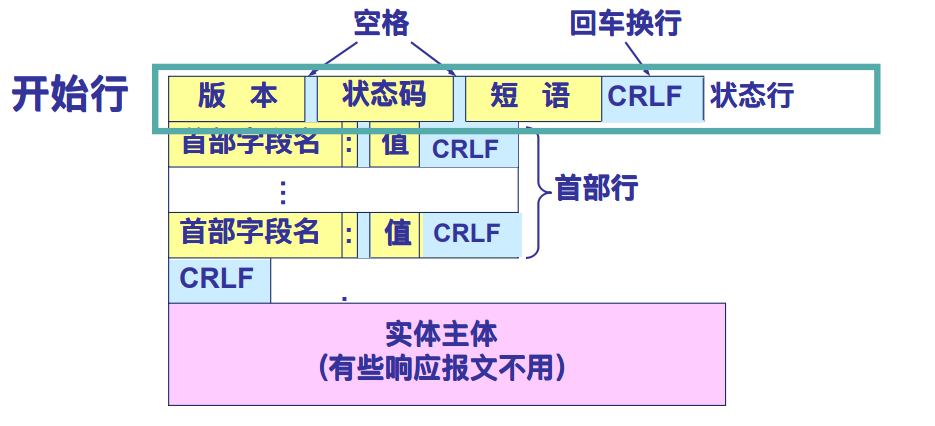 空格 回车换行
开始行 版 本 状态码 短 语 CRLF 状态行
首部字段名 : 值 CRLF
⋮
首部行
首部字段名 : 值 CRLF
CRLF
实体主体
(有些响应报文不用)